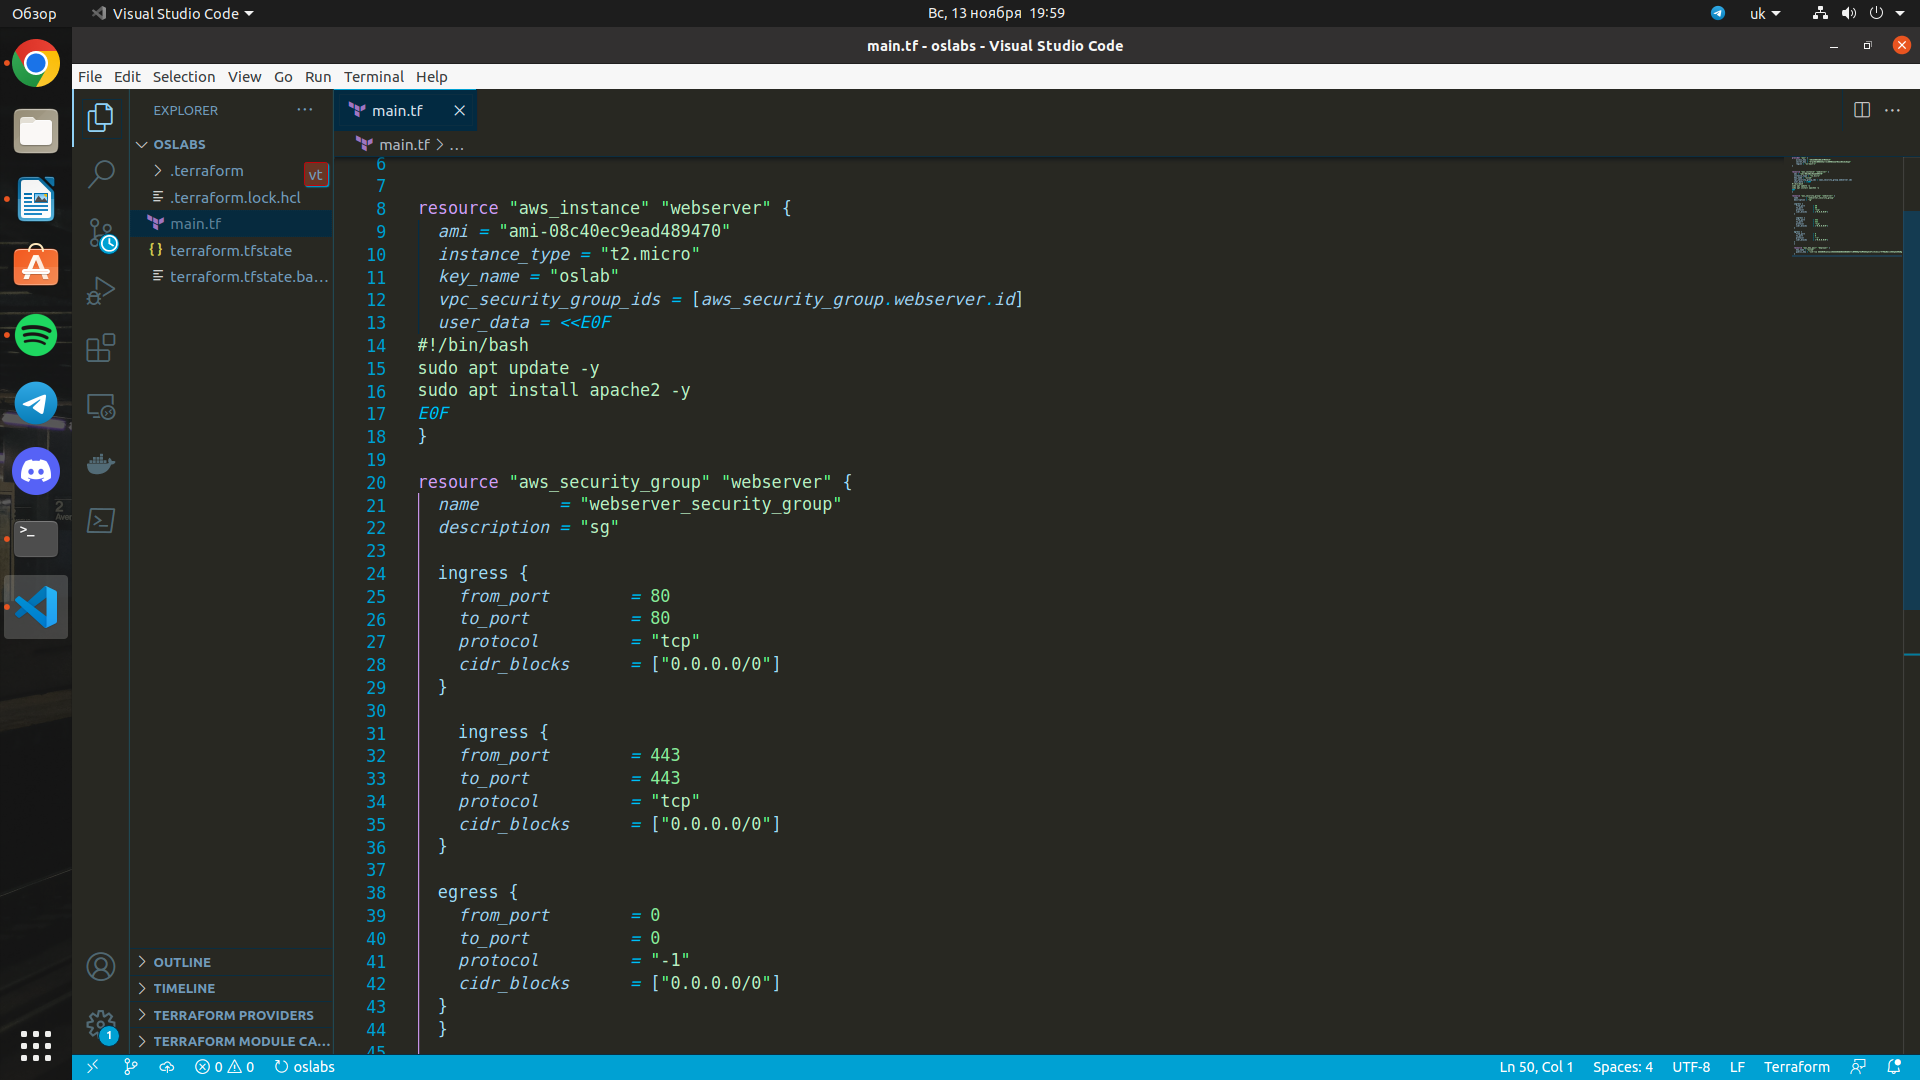 Обзор
Visual Studio Code
Вс, 13 ноября 19:59
uk
main.tf - oslabs - Visual Studio Code
File Edit Selection View Go Run Terminal Help
EXPLORER
OSLABS
.terraform
vt
.terraform.lock.hcl
main.tf
terraform.tfstate
terraform.tfstate.ba...
OUTLINE
TIMELINE
TERRAFORM PROVIDERS
TERRAFORM MODULE CA...
1
main.tf
main.tf > ...
6
7
8 resource "aws_instance" "webserver" {
9 ami = "ami-08c40ec9ead489470"
10 instance_type = "t2.micro"
11 key_name = "oslab"
12 vpc_security_group_ids = [aws_security_group.webserver.id]
13 user_data = <<E0F
14 #!/bin/bash
15 sudo apt update -y
16 sudo apt install apache2 -y
17 E0F
18 }
19
20 resource "aws_security_group" "webserver" {
21 name = "webserver_security_group"
22 description = "sg"
23
24 ingress {
25 from_port = 80
26 to_port = 80
27 protocol = "tcp"
28 cidr_blocks = ["0.0.0.0/0"]
29 }
30
31 ingress {
32 from_port = 443
33 to_port = 443
34 protocol = "tcp"
35 cidr_blocks = ["0.0.0.0/0"]
36 }
37
38 egress {
39 from_port = 0
40 to_port = 0
41 protocol = "-1"
42 cidr_blocks = ["0.0.0.0/0"]
43 }
44 }
45
0 0 oslabs
Ln 50, Col 1 Spaces: 4 UTF-8 LF Terraform